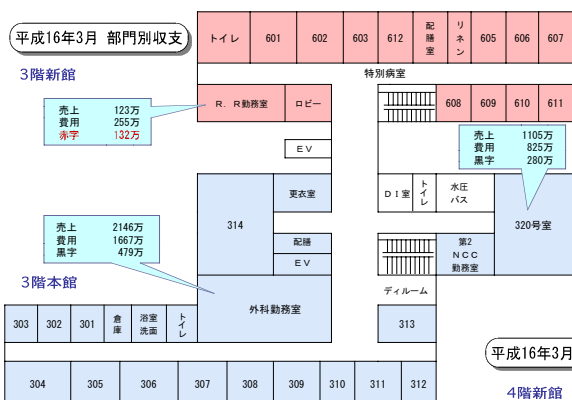 平成16年3月 部門別収支
3階新館
トイレ
601
602
603
612
配膳室
リネン
605
606
607
特別病室
R．R勤務室
ロビー
608
609
610
611
売上 123万
費用 255万
赤字 132万
EV
売上 1105万
費用 825万
黒字 280万
314
更衣室
DI室
トイレ
水圧
バス
320号室
売上 2146万
費用 1667万
黒字 479万
配膳
EV
第2
NCC
勤務室
3階本館
ディルーム
303
302
301
倉庫
浴室
洗面
トイレ
外科勤務室
313
平成16年3月
304
305
306
307
308
309
310
311
312
4階新館